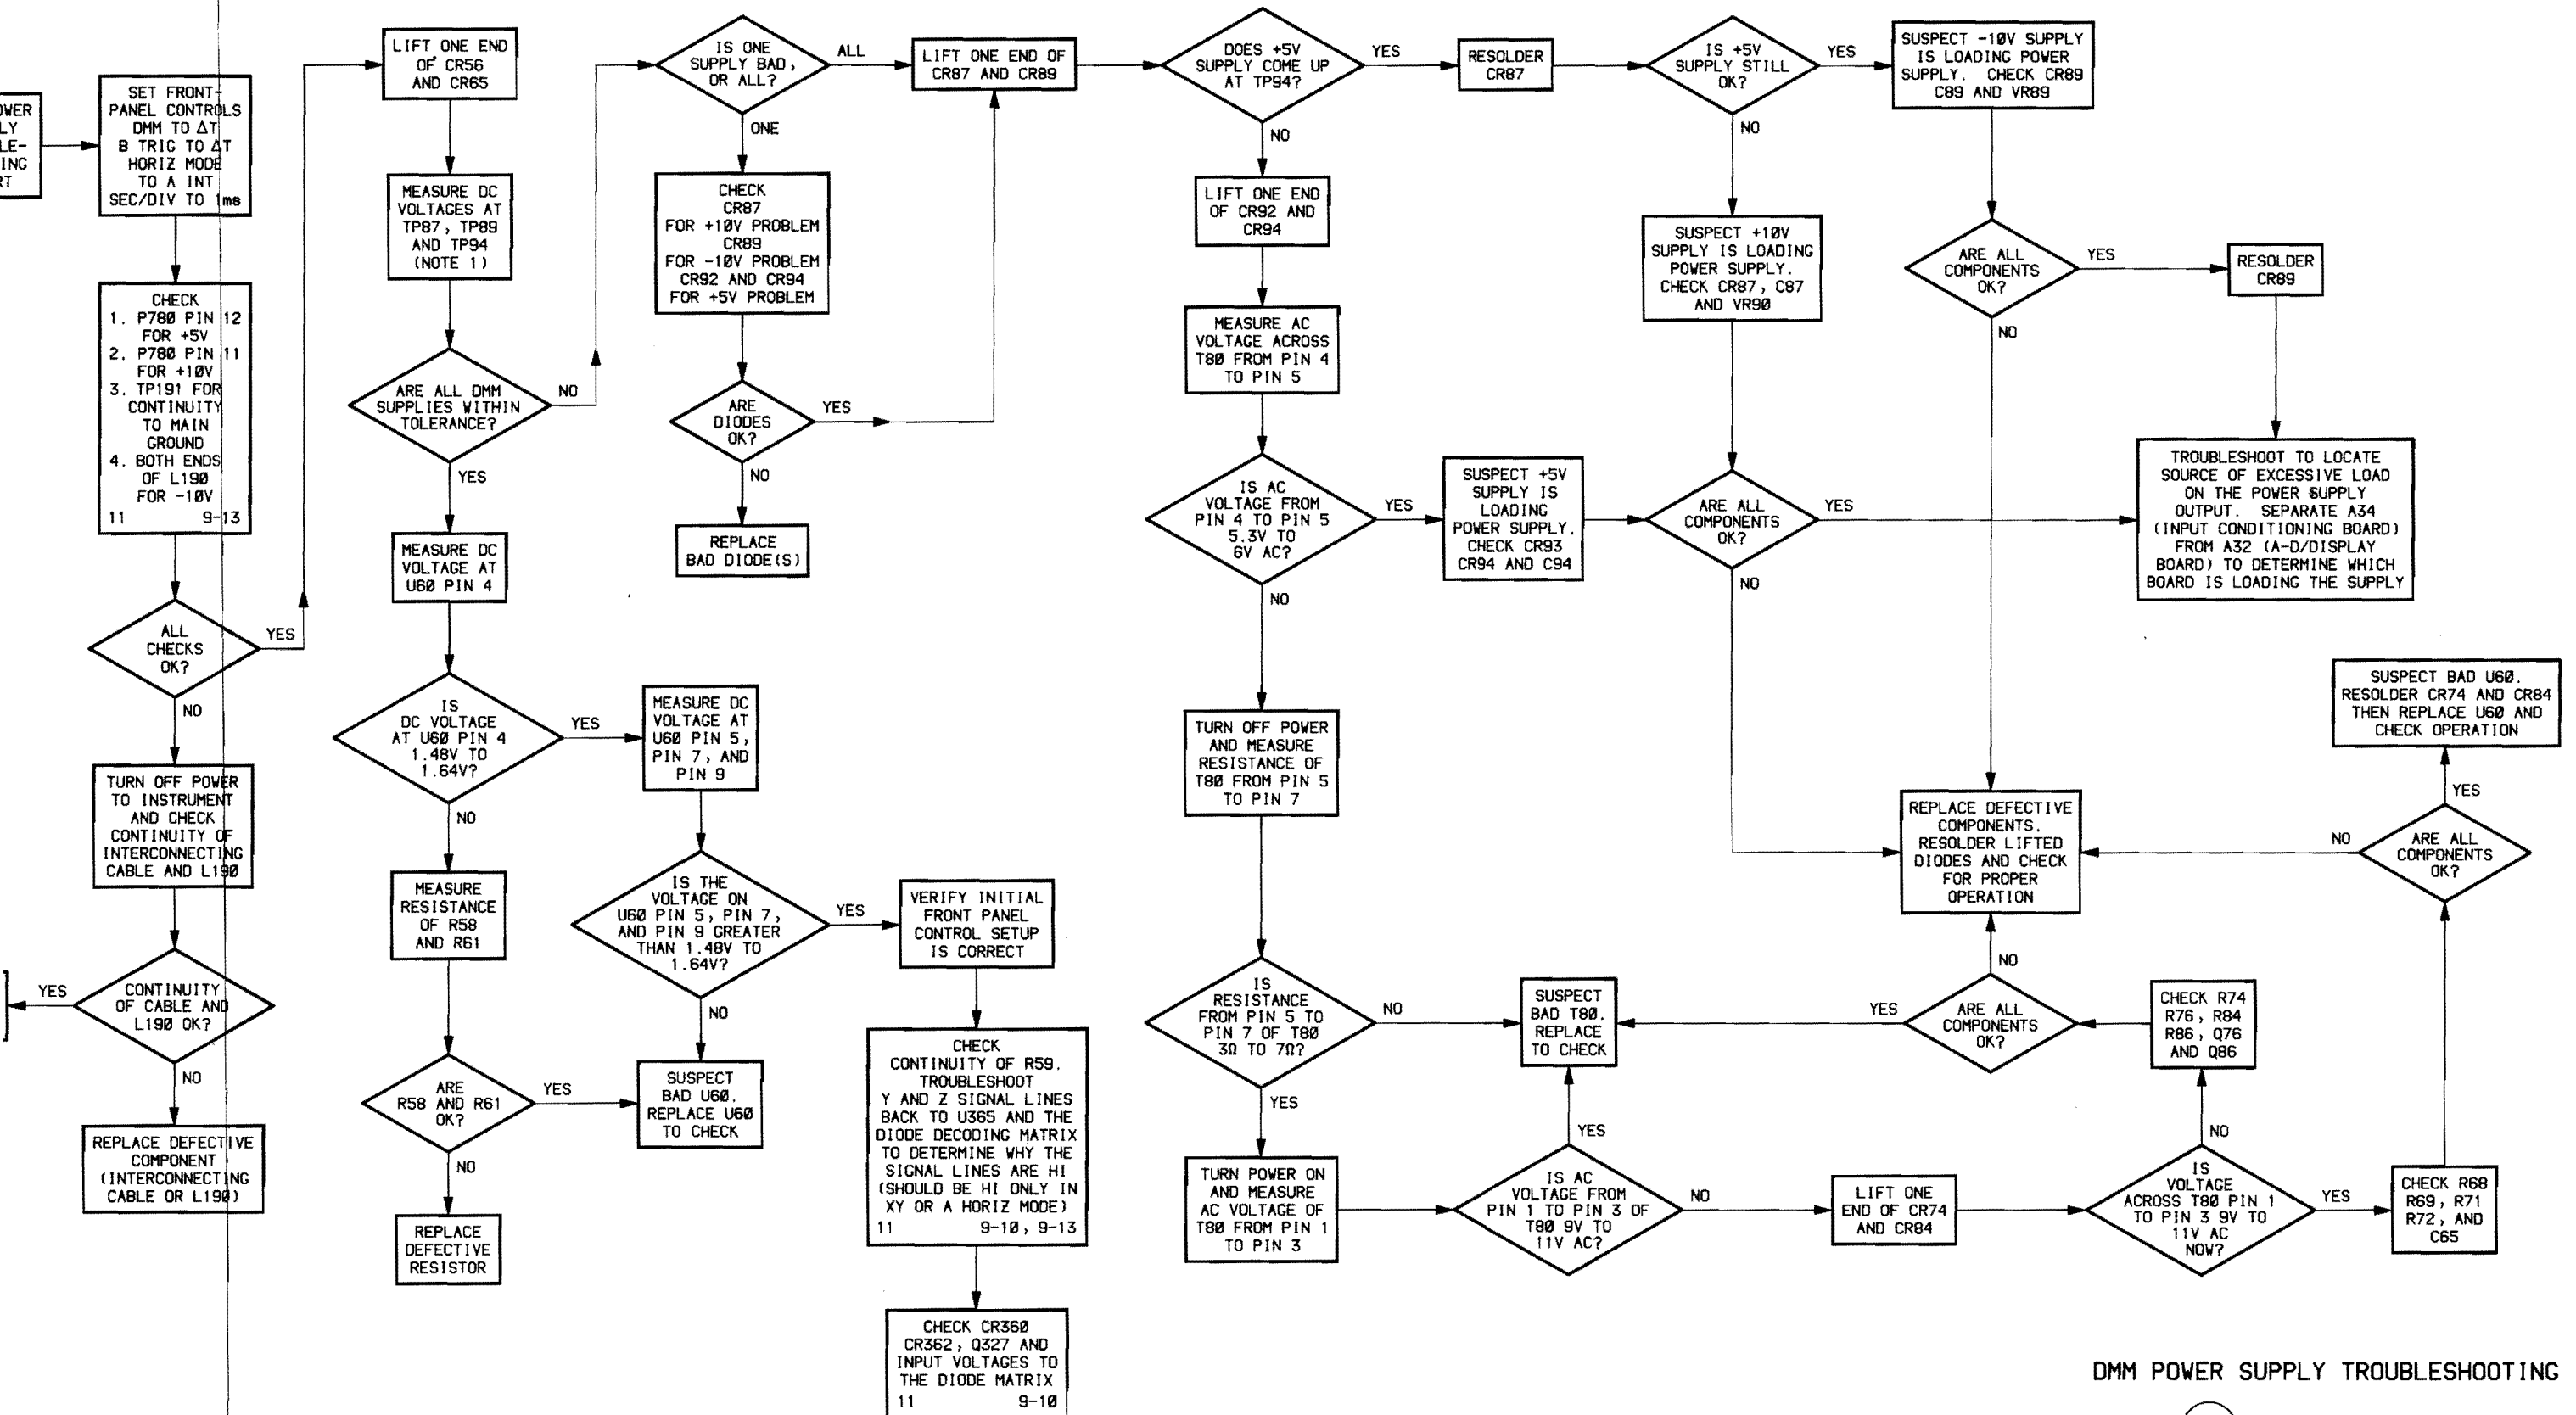 OWER
LY
LE-
ING
RT
SET FRONT-
PANEL CONTROLS
DMM TO ΔT
B TRIG TO ΔT
HORIZ MODE
TO A INT
SEC/DIV TO 1ms
CHECK
1. P780 PIN 12
FOR +5V
2. P780 PIN 11
FOR +10V
3. TP191 FOR
CONTINUITY
TO MAIN
GROUND
4. BOTH ENDS
OF L190
FOR -10V
11 9-13
ALL
CHECKS
OK?
YES
NO
TURN OFF POWER
TO INSTRUMENT
AND CHECK
CONTINUITY OF
INTERCONNECTING
CABLE AND L190
CONTINUITY
OF CABLE AND
L190 OK?
YES
NO
REPLACE DEFECTIVE
COMPONENT
(INTERCONNECTING
CABLE OR L190)
LIFT ONE END
OF CR56
AND CR65
MEASURE DC
VOLTAGES AT
TP87, TP89
AND TP94
(NOTE 1)
ARE ALL DMM
SUPPLIES WITHIN
TOLERANCE?
NO
YES
MEASURE DC
VOLTAGE AT
U60 PIN 4
IS
DC VOLTAGE
AT U60 PIN 4
1.48V TO
1.64V?
YES
NO
MEASURE
RESISTANCE
OF R58
AND R61
ARE
R58 AND R61
OK?
YES
NO
REPLACE
DEFECTIVE
RESISTOR
IS ONE
SUPPLY BAD,
OR ALL?
ALL
ONE
CHECK
CR87
FOR +10V PROBLEM
CR89
FOR -10V PROBLEM
CR92 AND CR94
FOR +5V PROBLEM
ARE
DIODES
OK?
YES
NO
REPLACE
BAD DIODE(S)
MEASURE DC
VOLTAGE AT
U60 PIN 5,
PIN 7, AND
PIN 9
IS THE
VOLTAGE ON
U60 PIN 5, PIN 7,
AND PIN 9 GREATER
THAN 1.48V TO
1.64V?
YES
NO
SUSPECT
BAD U60.
REPLACE U60
TO CHECK
VERIFY INITIAL
FRONT PANEL
CONTROL SETUP
IS CORRECT
CHECK
CONTINUITY OF R59.
TROUBLESHOOT
Y AND Z SIGNAL LINES
BACK TO U365 AND THE
DIODE DECODING MATRIX
TO DETERMINE WHY THE
SIGNAL LINES ARE HI
(SHOULD BE HI ONLY IN
XY OR A HORIZ MODE)
11 9-10, 9-13
CHECK CR360
CR362, Q327 AND
INPUT VOLTAGES TO
THE DIODE MATRIX
11 9-10
LIFT ONE END OF
CR87 AND CR89
DOES +5V
SUPPLY COME UP
AT TP94?
YES
NO
LIFT ONE END
OF CR92 AND
CR94
MEASURE AC
VOLTAGE ACROSS
T80 FROM PIN 4
TO PIN 5
IS AC
VOLTAGE FROM
PIN 4 TO PIN 5
5.3V TO
6V AC?
YES
NO
TURN OFF POWER
AND MEASURE
RESISTANCE OF
T80 FROM PIN 5
TO PIN 7
IS
RESISTANCE
FROM PIN 5 TO
PIN 7 OF T80
3Ω TO 7Ω?
NO
YES
TURN POWER ON
AND MEASURE
AC VOLTAGE OF
T80 FROM PIN 1
TO PIN 3
RESOLDER
CR87
SUSPECT +5V
SUPPLY IS
LOADING
POWER SUPPLY.
CHECK CR93
CR94 AND C94
SUSPECT
BAD T80.
REPLACE
TO CHECK
YES
IS AC
VOLTAGE FROM
PIN 1 TO PIN 3 OF
T80 9V TO
11V AC?
NO
IS +5V
SUPPLY STILL
OK?
YES
NO
SUSPECT +10V
SUPPLY IS LOADING
POWER SUPPLY.
CHECK CR87, C87
AND VR90
ARE ALL
COMPONENTS
OK?
YES
NO
SUSPECT -10V SUPPLY
IS LOADING POWER
SUPPLY. CHECK CR89
C89 AND VR89
ARE ALL
COMPONENTS
OK?
YES
NO
RESOLDER
CR89
TROUBLESHOOT TO LOCATE
SOURCE OF EXCESSIVE LOAD
ON THE POWER SUPPLY
OUTPUT. SEPARATE A34
(INPUT CONDITIONING BOARD)
FROM A32 (A-D/DISPLAY
BOARD) TO DETERMINE WHICH
BOARD IS LOADING THE SUPPLY
REPLACE DEFECTIVE
COMPONENTS.
RESOLDER LIFTED
DIODES AND CHECK
FOR PROPER
OPERATION
NO
YES
ARE ALL
COMPONENTS
OK?
CHECK R74
R76, R84
R86, Q76
AND Q86
LIFT ONE
END OF CR74
AND CR84
NO
IS
VOLTAGE
ACROSS T80 PIN 1
TO PIN 3 9V TO
11V AC
NOW?
YES
CHECK R68
R69, R71
R72, AND
C65
SUSPECT BAD U60.
RESOLDER CR74 AND CR84
THEN REPLACE U60 AND
CHECK OPERATION
YES
NO
ARE ALL
COMPONENTS
OK?
DMM POWER SUPPLY TROUBLESHOOTING